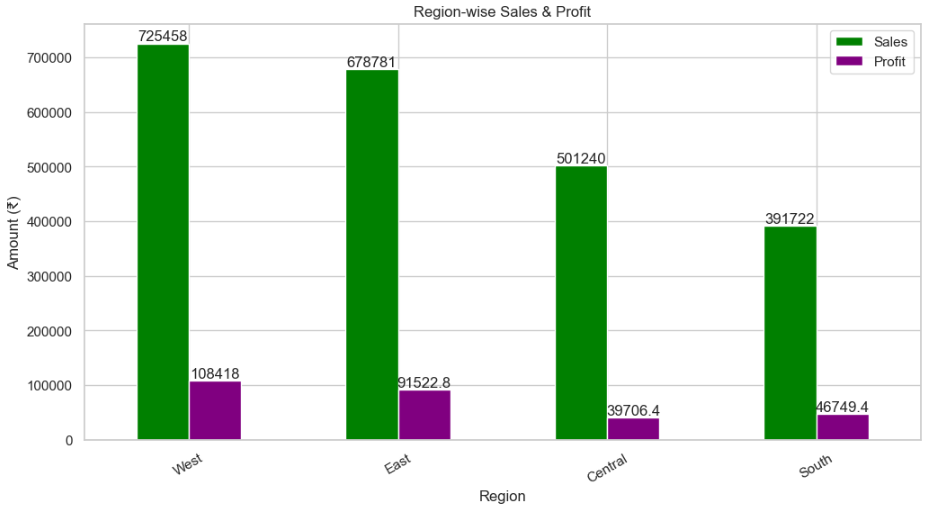 Region-wise Sales & Profit
Sales
Profit
725458
678781
501240
391722
108418
91522.8
39706.4
46749.4
Amount (₹)
700000
600000
500000
400000
300000
200000
100000
0
West
East
Central
South
Region